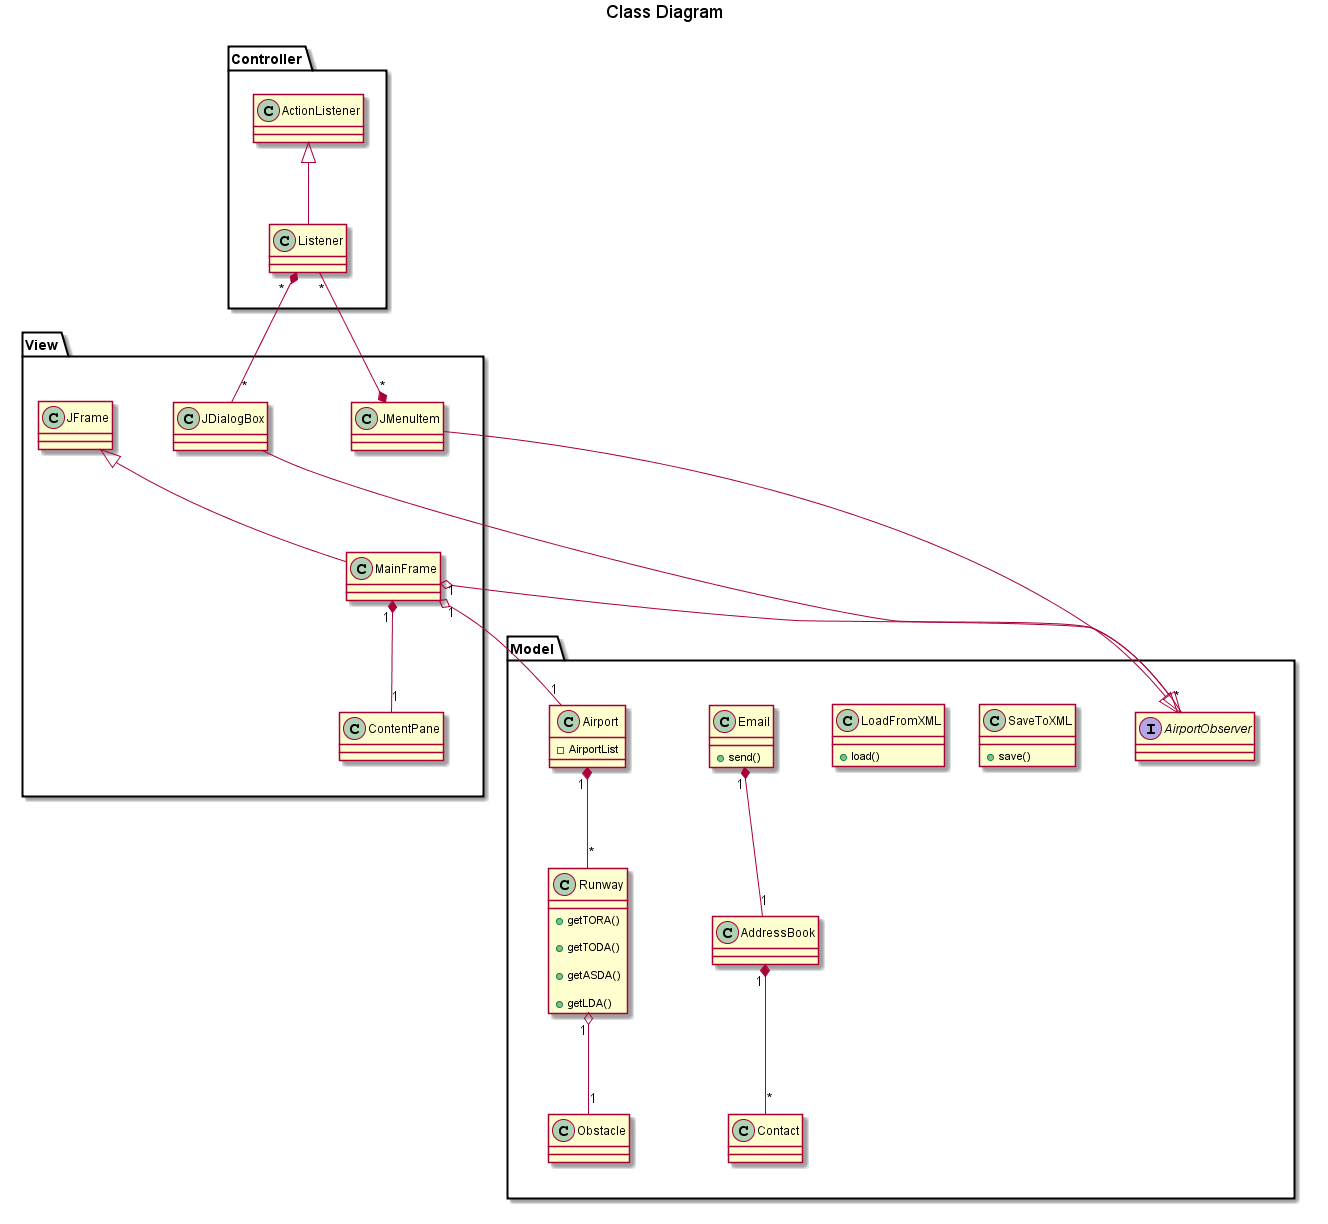 Class Diagram
Controller
C ActionListener
C Listener
* *
View
* *
C JFrame
C JDialogBox
C JMenuItem
C MainFrame
1
1
1
1
C ContentPane
Model
1
*
C Airport
AirportList
1
*
C Runway
getTORA()
getTODA()
getASDA()
getLDA()
1
1
C Obstacle
C Email
send()
1
1
C AddressBook
1
*
C Contact
C LoadFromXML
load()
C SaveToXML
save()
I AirportObserver